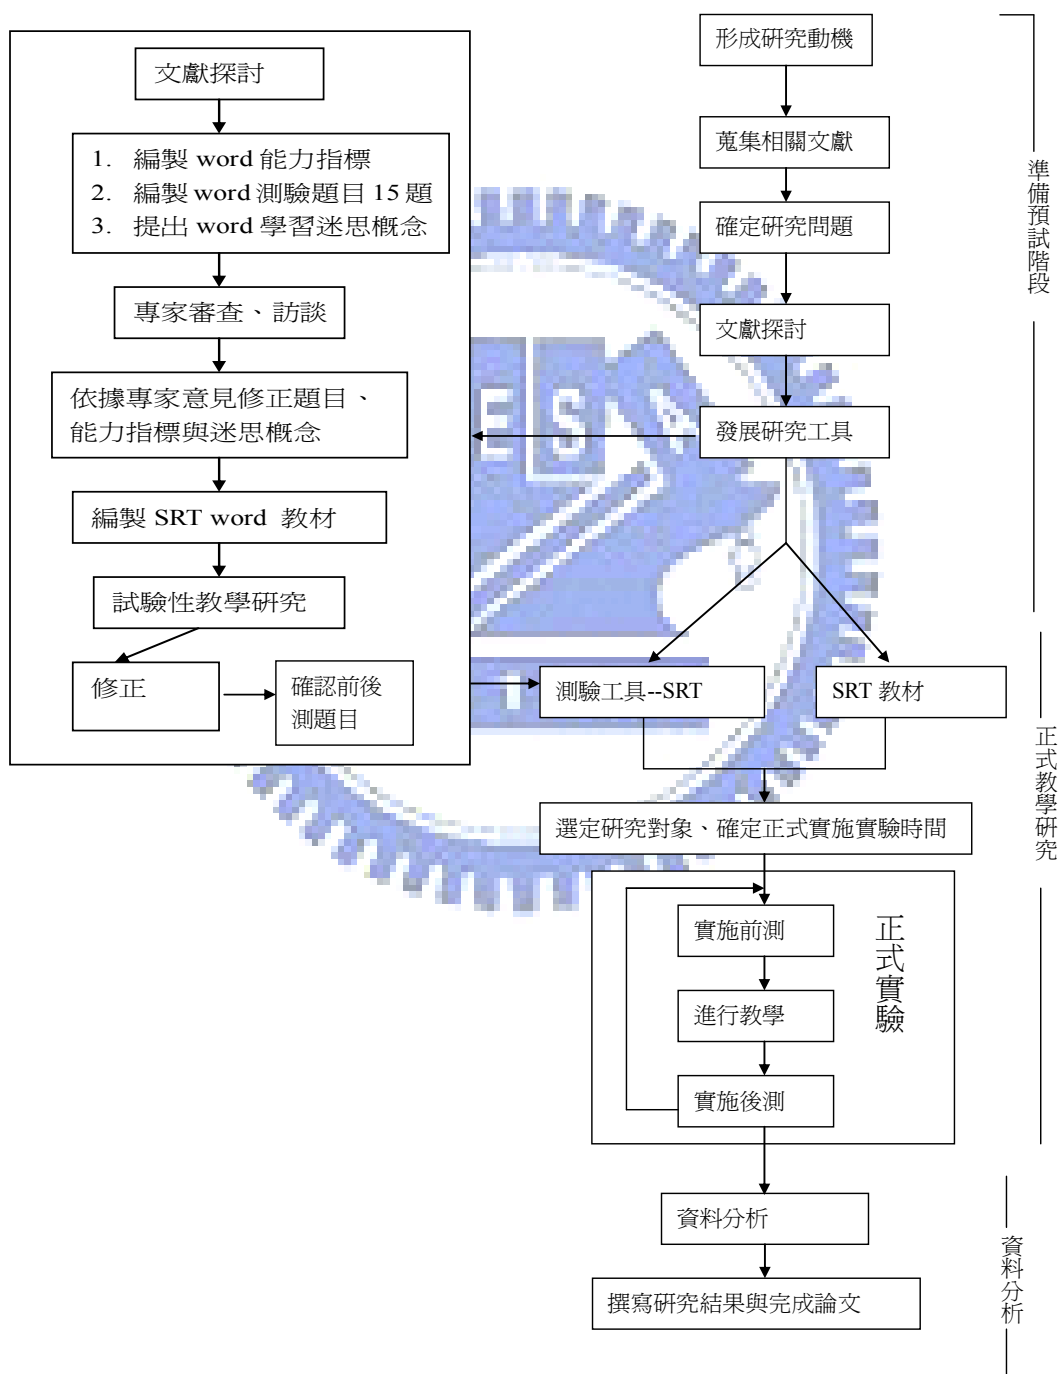 文獻探討
1. 編製 word 能力指標
2. 編製 word 測驗題目 15 題
3. 提出 word 學習迷思概念
專家審查、訪談
依據專家意見修正題目、
能力指標與迷思概念
編製 SRT word 教材
試驗性教學研究
修正
確認前後
測題目
形成研究動機
蒐集相關文獻
確定研究問題
文獻探討
發展研究工具
測驗工具--SRT
SRT 教材
選定研究對象、確定正式實施實驗時間
實施前測
進行教學
實施後測
正式實驗
資料分析
撰寫研究結果與完成論文
準備預試階段
正式教學研究
資料分析
ES